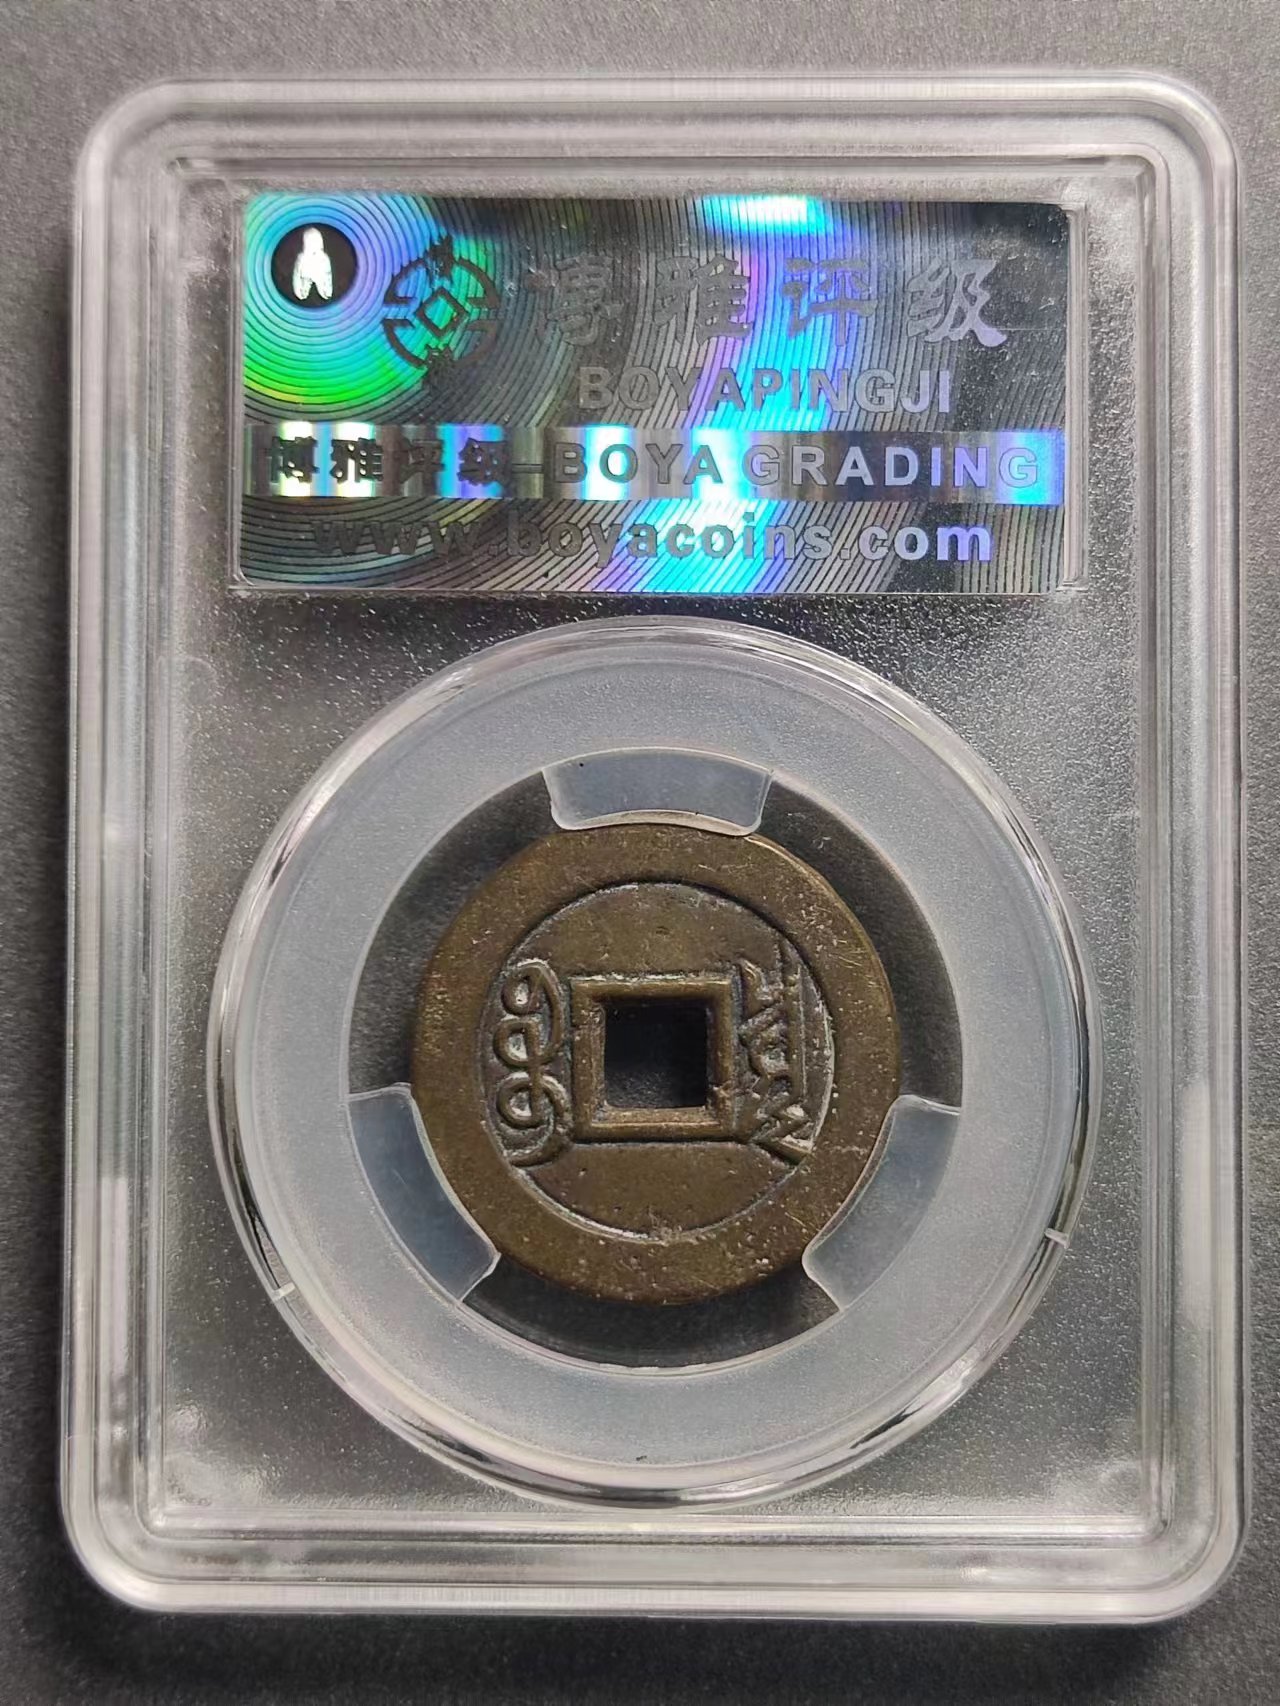 博雅评级
BOYAPINGJI
博雅评级-BOYA GRADING
www.boyacoins.com